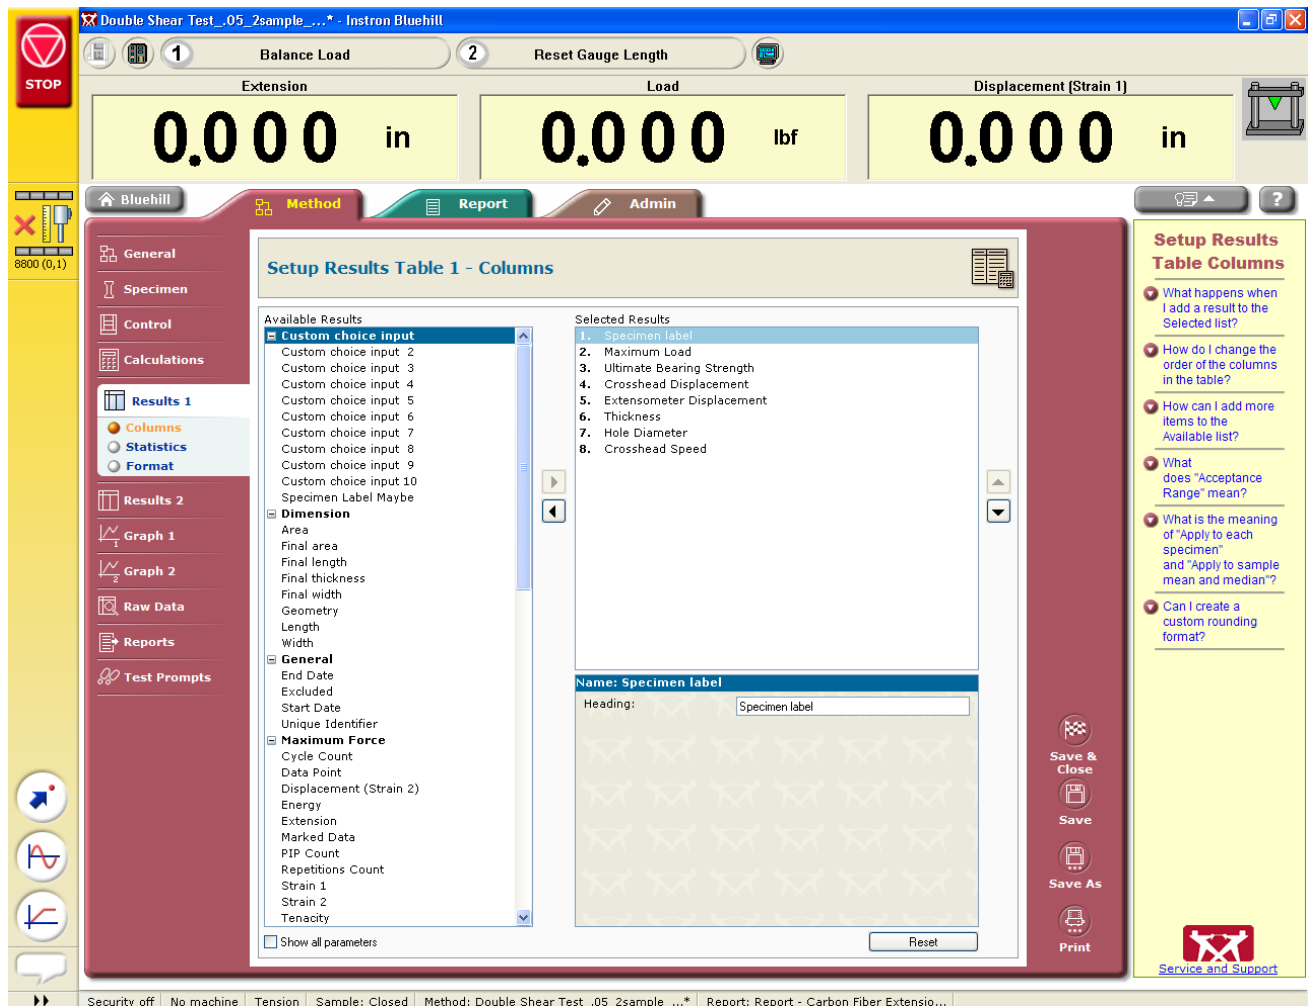 Double Shear Test_.05_2sample_...* - Instron Bluehill
STOP
1 Balance Load
2 Reset Gauge Length
Extension
Load
Displacement (Strain 1)
0.000 in
0.000 lbf
0.000 in
Bluehill
Method
Report
Admin
?
8800 (0,1)
General
Specimen
Control
Calculations
Results 1
Columns
Statistics
Format
Results 2
Graph 1
Graph 2
Raw Data
Reports
Test Prompts
Setup Results Table 1 - Columns
Available Results
Custom choice input
Custom choice input 2
Custom choice input 3
Custom choice input 4
Custom choice input 5
Custom choice input 6
Custom choice input 7
Custom choice input 8
Custom choice input 9
Custom choice input 10
Specimen Label Maybe
Dimension
Area
Final area
Final length
Final thickness
Final width
Geometry
Length
Width
General
End Date
Excluded
Start Date
Unique Identifier
Maximum Force
Cycle Count
Data Point
Displacement (Strain 2)
Energy
Extension
Marked Data
PIP Count
Repetitions Count
Strain 1
Strain 2
Tenacity
Show all parameters
Selected Results
1. Specimen label
2. Maximum Load
3. Ultimate Bearing Strength
4. Crosshead Displacement
5. Extensometer Displacement
6. Thickness
7. Hole Diameter
8. Crosshead Speed
Name: Specimen label
Heading: Specimen label
Reset
Save &
Close
Save
Save As
Print
Setup Results
Table Columns
What happens when
I add a result to the
Selected list?
How do I change the
order of the columns
in the table?
How can I add more
items to the
Available list?
What
does "Acceptance
Range" mean?
What is the meaning
of "Apply to each
specimen"
and "Apply to sample
mean and median"?
Can I create a
custom rounding
format?
Service and Support
Security off
No machine
Tension
Sample: Closed
Method: Double Shear Test_.05_2sample_...*
Report: Report - Carbon Fiber Extensio...